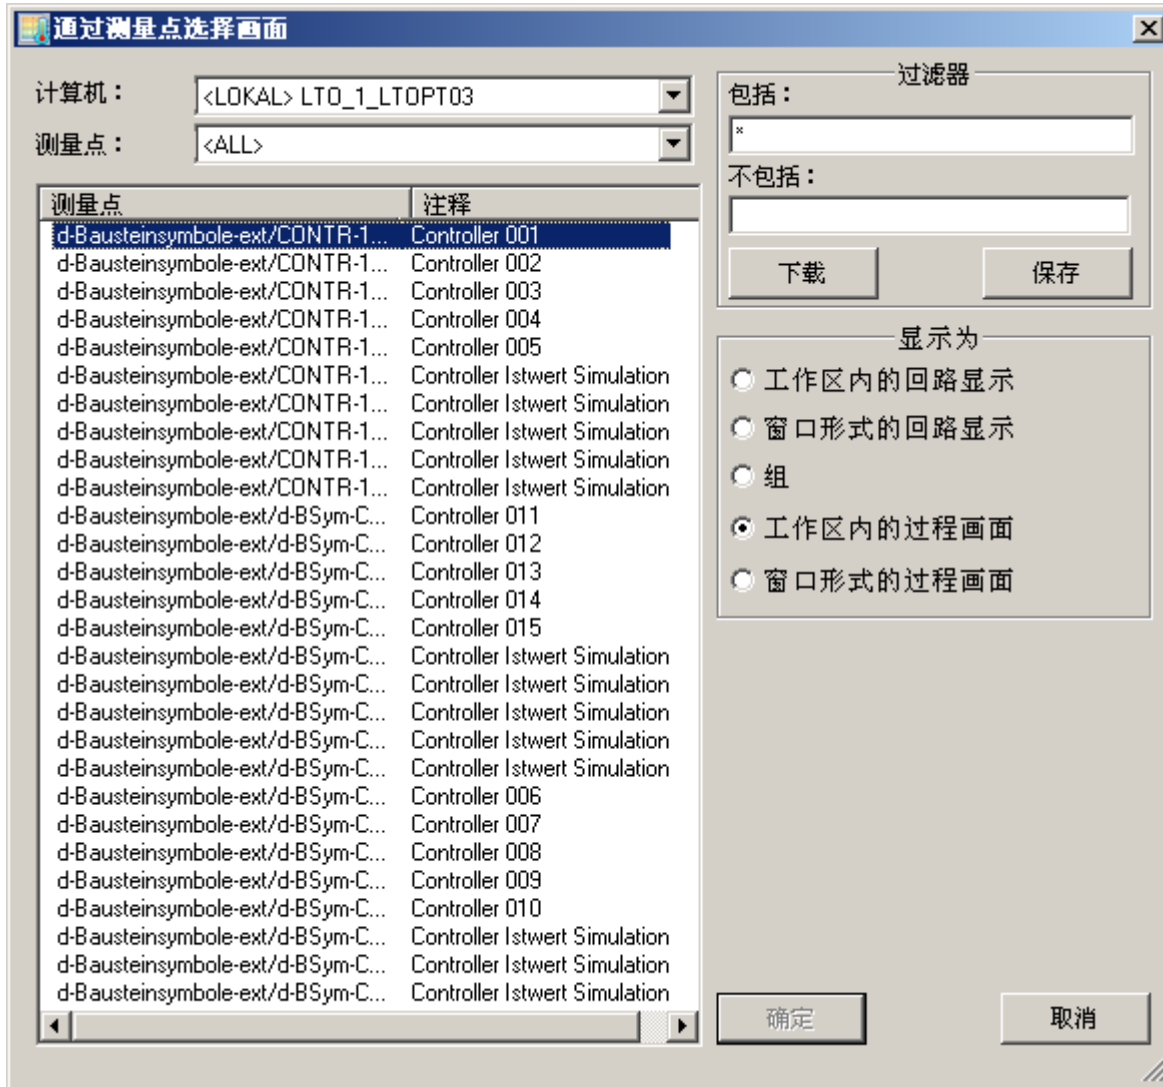 通过测量点选择画面
计算机：
<LOKAL> LTO_1_LTOPT03
测量点：
<ALL>
测量点 注释
d-Bausteinsymbole-ext/CONTR-1... Controller 001
d-Bausteinsymbole-ext/CONTR-1... Controller 002
d-Bausteinsymbole-ext/CONTR-1... Controller 003
d-Bausteinsymbole-ext/CONTR-1... Controller 004
d-Bausteinsymbole-ext/CONTR-1... Controller 005
d-Bausteinsymbole-ext/CONTR-1... Controller Istwert Simulation
d-Bausteinsymbole-ext/CONTR-1... Controller Istwert Simulation
d-Bausteinsymbole-ext/CONTR-1... Controller Istwert Simulation
d-Bausteinsymbole-ext/CONTR-1... Controller Istwert Simulation
d-Bausteinsymbole-ext/CONTR-1... Controller Istwert Simulation
d-Bausteinsymbole-ext/d-BSym-C... Controller 011
d-Bausteinsymbole-ext/d-BSym-C... Controller 012
d-Bausteinsymbole-ext/d-BSym-C... Controller 013
d-Bausteinsymbole-ext/d-BSym-C... Controller 014
d-Bausteinsymbole-ext/d-BSym-C... Controller 015
d-Bausteinsymbole-ext/d-BSym-C... Controller Istwert Simulation
d-Bausteinsymbole-ext/d-BSym-C... Controller Istwert Simulation
d-Bausteinsymbole-ext/d-BSym-C... Controller Istwert Simulation
d-Bausteinsymbole-ext/d-BSym-C... Controller Istwert Simulation
d-Bausteinsymbole-ext/d-BSym-C... Controller Istwert Simulation
d-Bausteinsymbole-ext/d-BSym-C... Controller 006
d-Bausteinsymbole-ext/d-BSym-C... Controller 007
d-Bausteinsymbole-ext/d-BSym-C... Controller 008
d-Bausteinsymbole-ext/d-BSym-C... Controller 009
d-Bausteinsymbole-ext/d-BSym-C... Controller 010
d-Bausteinsymbole-ext/d-BSym-C... Controller Istwert Simulation
d-Bausteinsymbole-ext/d-BSym-C... Controller Istwert Simulation
d-Bausteinsymbole-ext/d-BSym-C... Controller Istwert Simulation
过滤器
包括：
*
不包括：
下载 保存
显示为
工作区内的回路显示
窗口形式的回路显示
组
工作区内的过程画面
窗口形式的过程画面
确定 取消